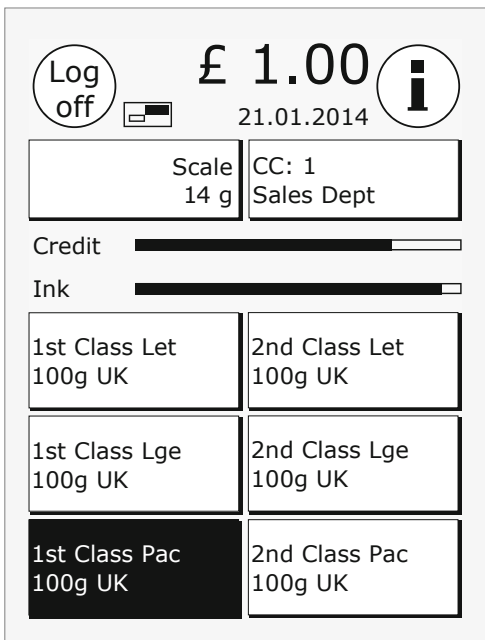 Log
off
£ 1.00
i
21.01.2014
Scale
14 g
CC: 1
Sales Dept
Credit
Ink
1st Class Let
100g UK
2nd Class Let
100g UK
1st Class Lge
100g UK
2nd Class Lge
100g UK
1st Class Pac
100g UK
2nd Class Pac
100g UK